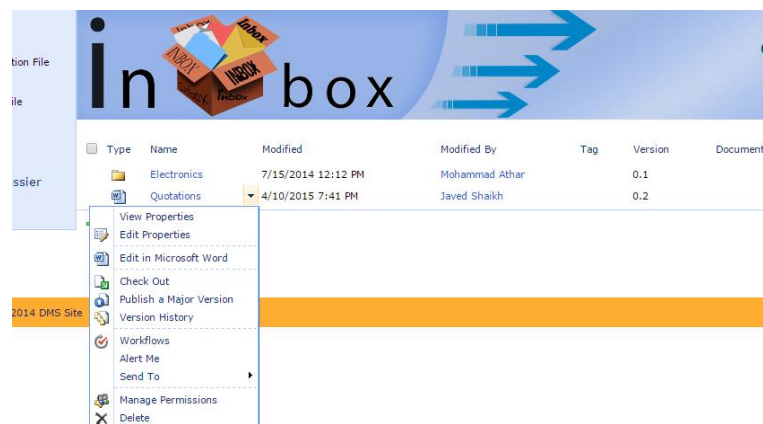 tion File
ile
ssier
In box
INBOX
Inbox
INBOX
Inbox
Type Name Modified Modified By Tag Version Document
Electronics 7/15/2014 12:12 PM Mohammad Athar 0.1
Quotations 4/10/2015 7:41 PM Javed Shaikh 0.2
View Properties
Edit Properties
Edit in Microsoft Word
Check Out
Publish a Major Version
Version History
2014 DMS Site
Workflows
Alert Me
Send To
Manage Permissions
Delete